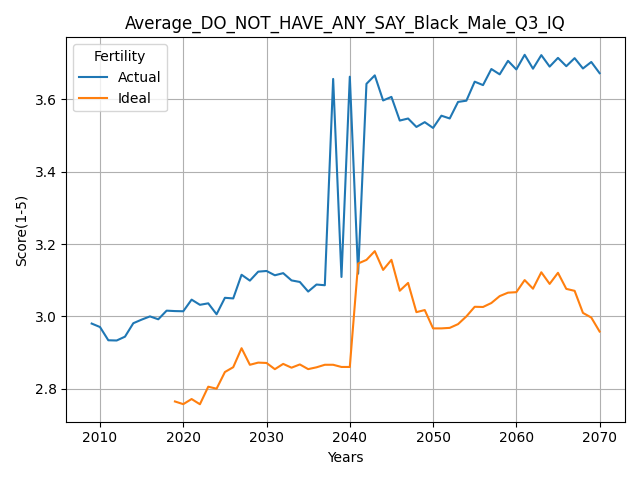 Average_DO_NOT_HAVE_ANY_SAY_Black_Male_Q3_IQ
Fertility
Actual
Ideal
Score(1-5)
3.6
3.4
3.2
3.0
2.8
2010 2020 2030 2040 2050 2060 2070
Years